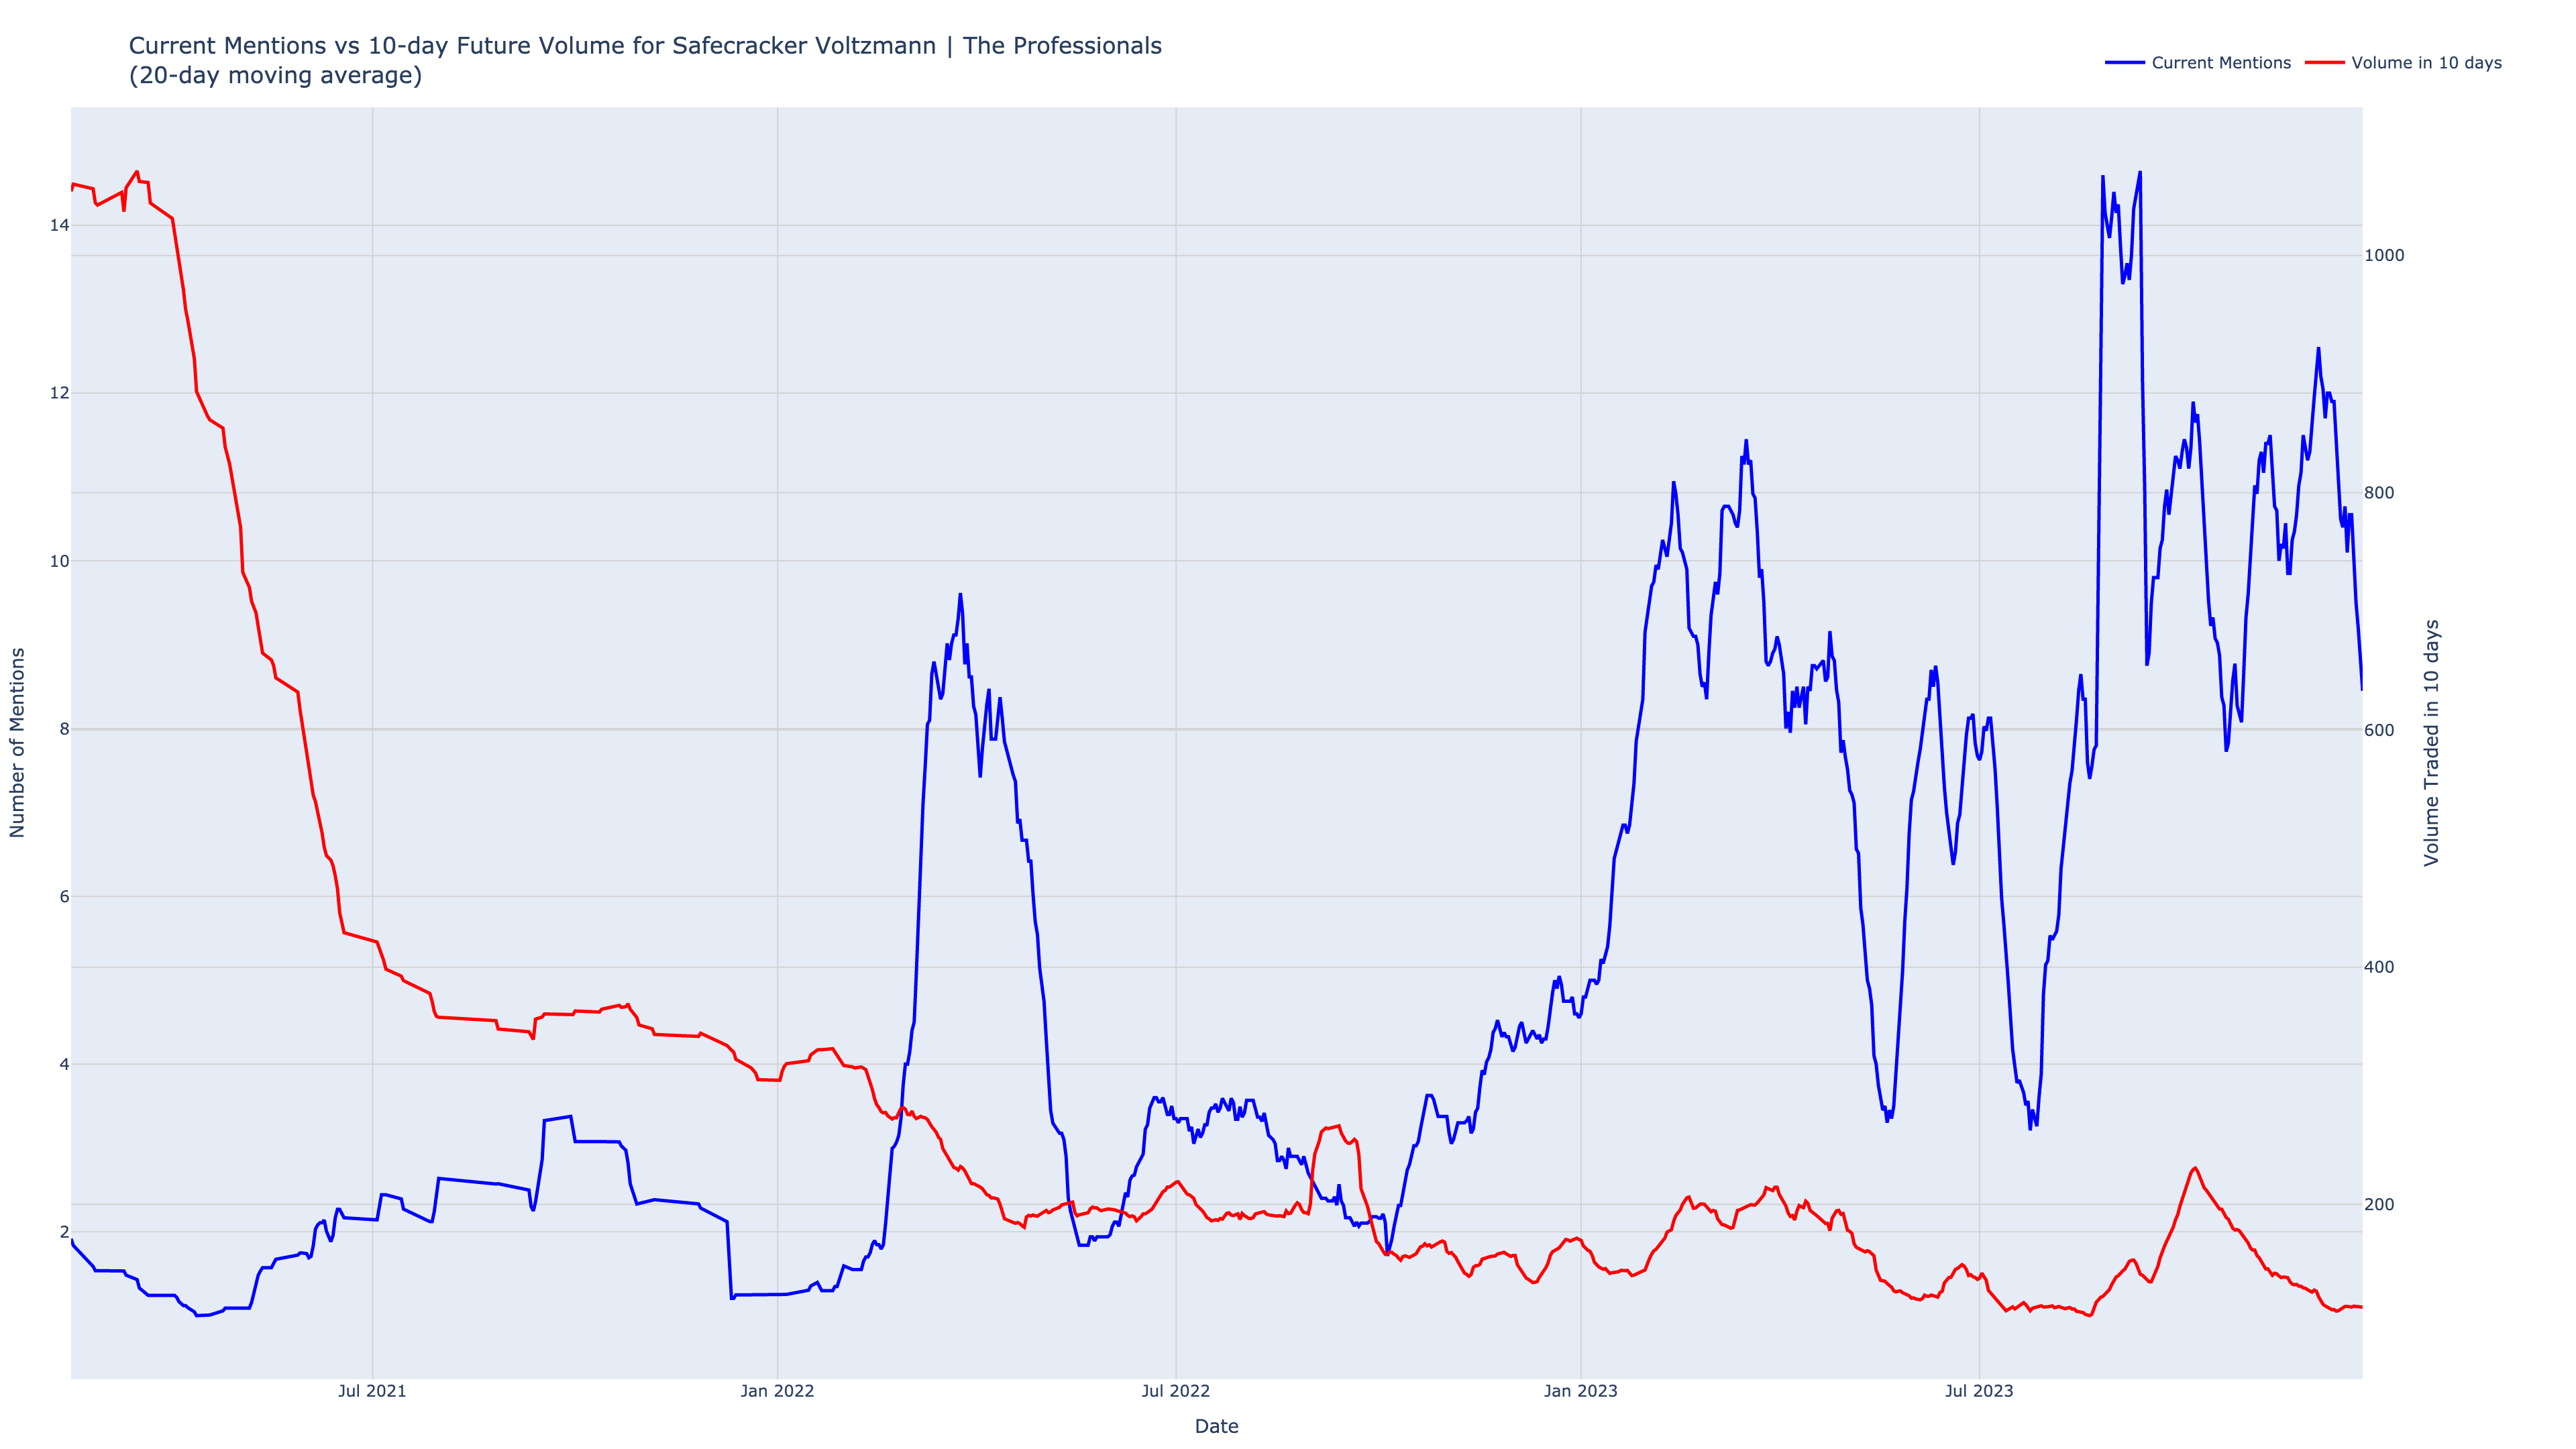 Current Mentions vs 10-day Future Volume for Safecracker Voltzmann | The Professionals
(20-day moving average)
Current Mentions
Volume in 10 days
14
12
10
8
6
4
2
Number of Mentions
1000
800
600
400
200
Volume Traded in 10 days
Jul 2021
Jan 2022
Jul 2022
Jan 2023
Jul 2023
Date